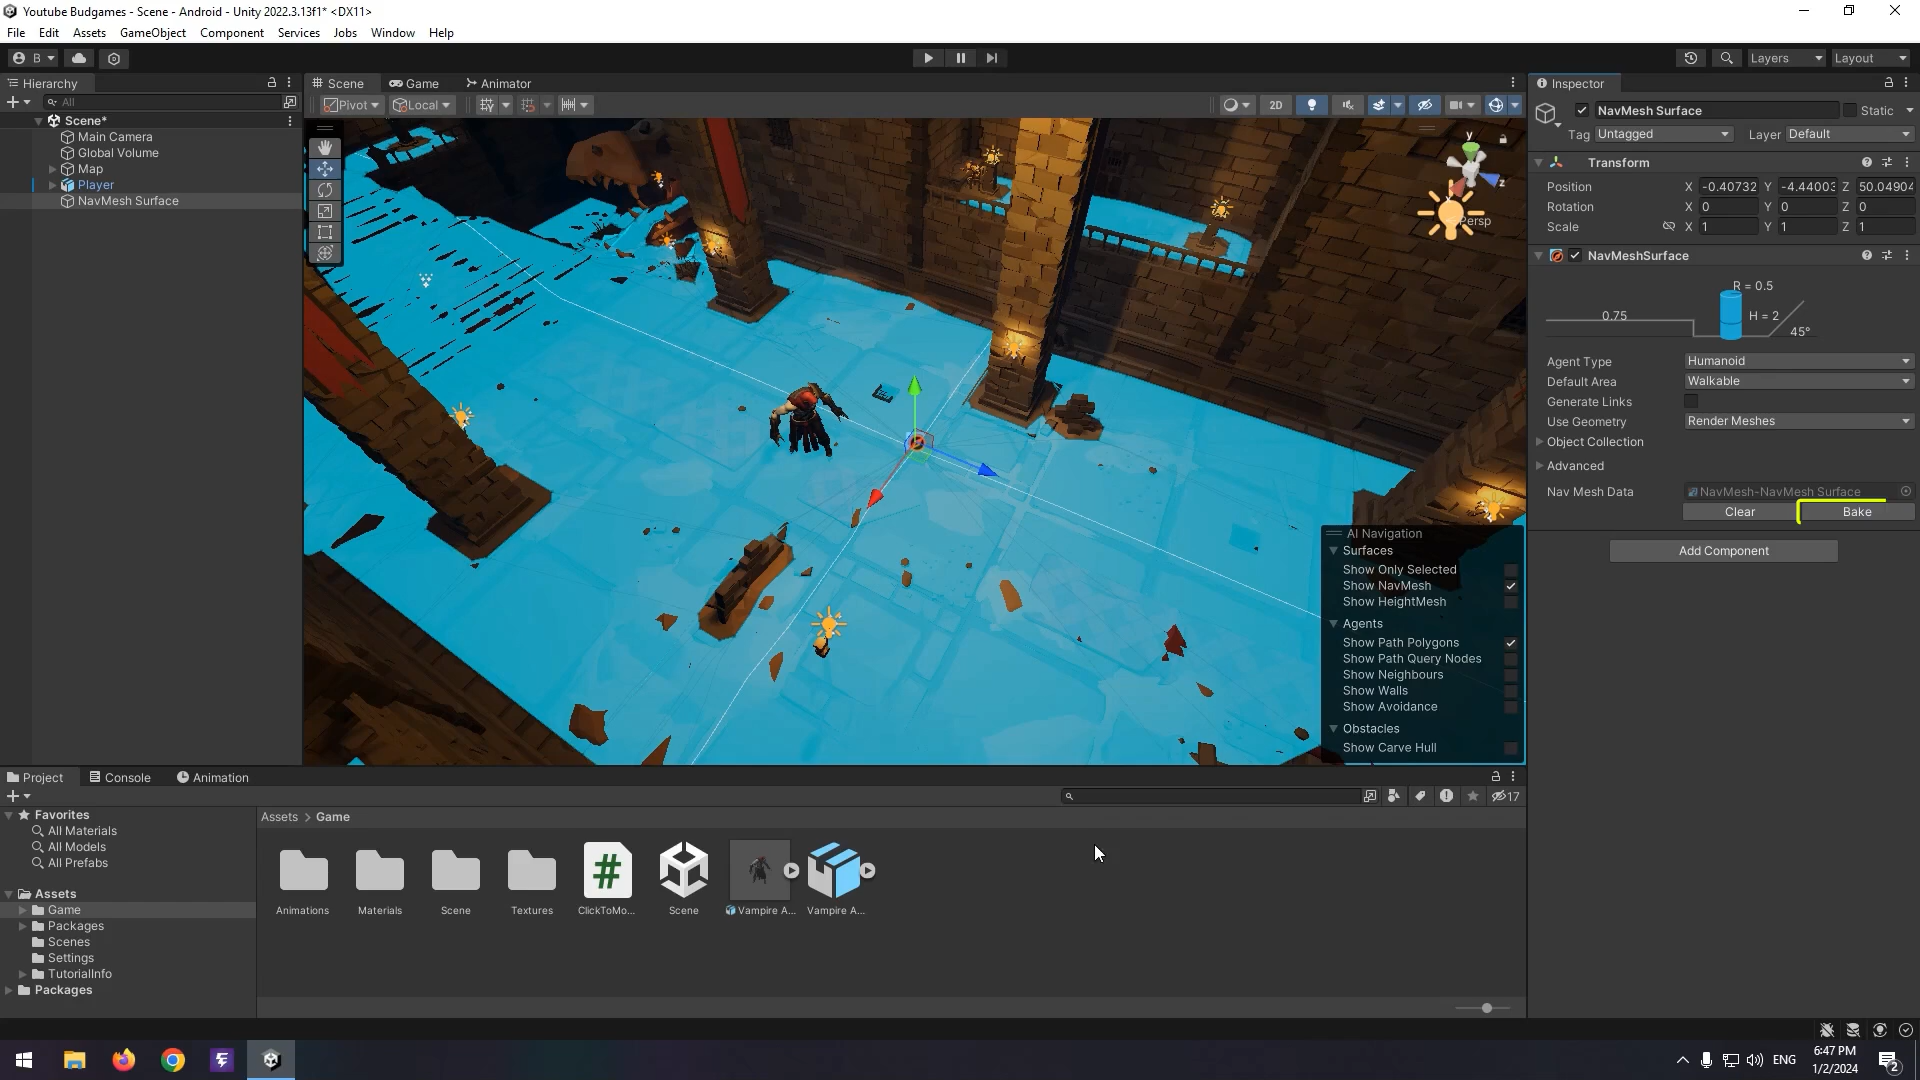 Youtube Budgames - Scene - Android - Unity 2022.3.13f1* <DX11>
File Edit Assets GameObject Component Services Jobs Window Help
B Layers Layout
Hierarchy
All
Scene*
Main Camera
Global Volume
Map
Player
NavMesh Surface
Scene Game Animator
Pivot Local 2D
y
z
Persp
Inspector
NavMesh Surface Static
Tag Untagged Layer Default
Transform
Position X -0.40732 Y -4.44003 Z 50.04904
Rotation X 0 Y 0 Z 0
Scale X 1 Y 1 Z 1
NavMeshSurface
R = 0.5
0.75 H = 2
45°
Agent Type Humanoid
Default Area Walkable
Generate Links
Use Geometry Render Meshes
Object Collection
Advanced
Nav Mesh Data NavMesh-NavMesh Surface
Clear Bake
Add Component
AI Navigation
Surfaces
Show Only Selected
Show NavMesh
Show HeightMesh
Agents
Show Path Polygons
Show Path Query Nodes
Show Neighbours
Show Walls
Show Avoidance
Obstacles
Show Carve Hull
Project Console Animation
17
Favorites
All Materials
All Models
All Prefabs
Assets
Game
Packages
Scenes
Settings
TutorialInfo
Packages
Assets > Game
Animations Materials Scene Textures ClickToMo... Scene Vampire A... Vampire A...
ENG
6:47 PM
1/2/2024
2